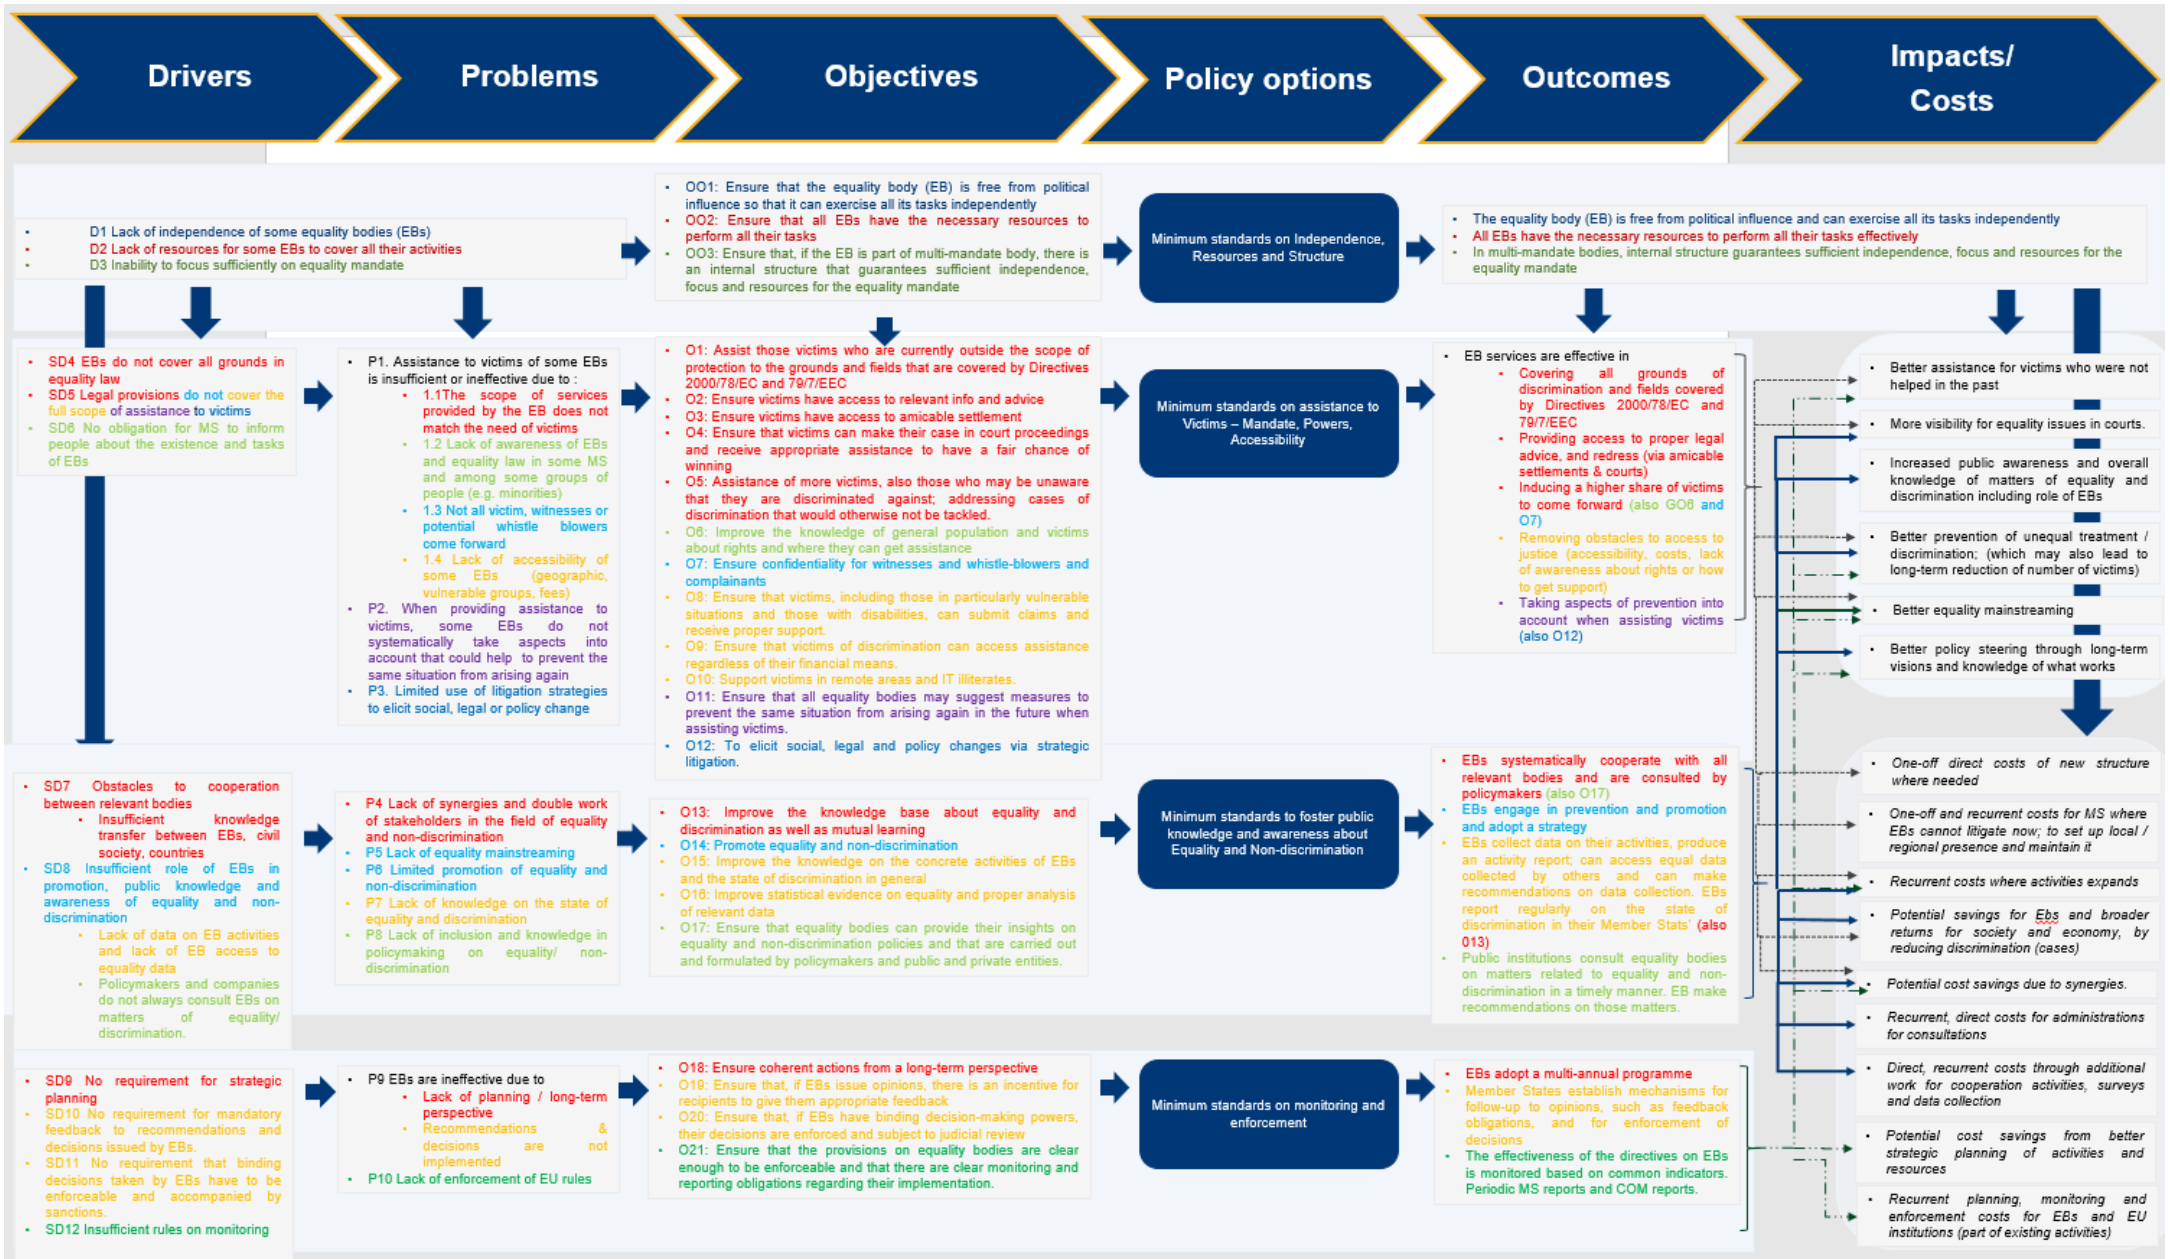 Drivers
Problems
Objectives
Policy options
Outcomes
Impacts/
Costs
D1 Lack of independence of some equality bodies (EBs)
D2 Lack of resources for some EBs to cover all their activities
D3 Inability to focus sufficiently on equality mandate
OO1: Ensure that the equality body (EB) is free from political
influence so that it can exercise all its tasks independently
OO2: Ensure that all EBs have the necessary resources to
perform all their tasks
OO3: Ensure that, if the EB is part of multi-mandate body, there is
an internal structure that guarantees sufficient independence,
focus and resources for the equality mandate
Minimum standards on Independence,
Resources and Structure
The equality body (EB) is free from political influence and can exercise all its tasks independently
All EBs have the necessary resources to perform all their tasks effectively
In multi-mandate bodies, internal structure guarantees sufficient independence, focus and resources for the
equality mandate
SD4 EBs do not cover all grounds in
equality law
SD5 Legal provisions do not cover the
full scope of assistance to victims
SD6 No obligation for MS to inform
people about the existence and tasks
of EBs
P1. Assistance to victims of some EBs
is insufficient or ineffective due to :
1.1The scope of services
provided by the EB does not
match the need of victims
1.2 Lack of awareness of EBs
and equality law in some MS
and among some groups of
people (e.g. minorities)
1.3 Not all victim, witnesses or
potential whistle blowers
come forward
1.4 Lack of accessibility of
some EBs (geographic,
vulnerable groups, fees)
P2. When providing assistance to
victims, some EBs do not
systematically take aspects into
account that could help to prevent the
same situation from arising again
P3. Limited use of litigation strategies
to elicit social, legal or policy change
O1: Assist those victims who are currently outside the scope of
protection to the grounds and fields that are covered by Directives
2000/78/EC and 79/7/EEC
O2: Ensure victims have access to relevant info and advice
O3: Ensure victims have access to amicable settlement
O4: Ensure that victims can make their case in court proceedings
and receive appropriate assistance to have a fair chance of
winning
O5: Assistance of more victims, also those who may be unaware
that they are discriminated against; addressing cases of
discrimination that would otherwise not be tackled.
O6: Improve the knowledge of general population and victims
about rights and where they can get assistance
O7: Ensure confidentiality for witnesses and whistle-blowers and
complainants
O8: Ensure that victims, including those in particularly vulnerable
situations and those with disabilities, can submit claims and
receive proper support.
O9: Ensure that victims of discrimination can access assistance
regardless of their financial means.
O10: Support victims in remote areas and IT illiterates.
O11: Ensure that all equality bodies may suggest measures to
prevent the same situation from arising again in the future when
assisting victims.
O12: To elicit social, legal and policy changes via strategic
litigation.
Minimum standards on assistance to
Victims – Mandate, Powers,
Accessibility
EB services are effective in
Covering all grounds of
discrimination and fields covered
by Directives 2000/78/EC and
79/7/EEC
Providing access to proper legal
advice, and redress (via amicable
settlements & courts)
Inducing a higher share of victims
to come forward (also GO6 and
O7)
Removing obstacles to access to
justice (accessibility, costs, lack
of awareness about rights or how
to get support)
Taking aspects of prevention into
account when assisting victims
(also O12)
Better assistance for victims who were not
helped in the past
More visibility for equality issues in courts.
Increased public awareness and overall
knowledge of matters of equality and
discrimination including role of EBs
Better prevention of unequal treatment /
discrimination; (which may also lead to
long-term reduction of number of victims)
Better equality mainstreaming
Better policy steering through long-term
visions and knowledge of what works
SD7 Obstacles to cooperation
between relevant bodies
Insufficient knowledge
transfer between EBs, civil
society, countries
SD8 Insufficient role of EBs in
promotion, public knowledge and
awareness of equality and non-
discrimination
Lack of data on EB activities
and lack of EB access to
equality data
Policymakers and companies
do not always consult EBs on
matters of equality/
discrimination.
P4 Lack of synergies and double work
of stakeholders in the field of equality
and non-discrimination
P5 Lack of equality mainstreaming
P6 Limited promotion of equality and
non-discrimination
P7 Lack of knowledge on the state of
equality and discrimination
P8 Lack of inclusion and knowledge in
policymaking on equality/ non-
discrimination
O13: Improve the knowledge base about equality and
discrimination as well as mutual learning
O14: Promote equality and non-discrimination
O15: Improve the knowledge on the concrete activities of EBs
and the state of discrimination in general
O16: Improve statistical evidence on equality and proper analysis
of relevant data
O17: Ensure that equality bodies can provide their insights on
equality and non-discrimination policies and that are carried out
and formulated by policymakers and public and private entities.
Minimum standards to foster public
knowledge and awareness about
Equality and Non-discrimination
EBs systematically cooperate with all
relevant bodies and are consulted by
policymakers (also O17)
EBs engage in prevention and promotion
and adopt a strategy
EBs collect data on their activities, produce
an activity report; can access equal data
collected by others and can make
recommendations on data collection. EBs
report regularly on the state of
discrimination in their Member Stats' (also
013)
Public institutions consult equality bodies
on matters related to equality and non-
discrimination in a timely manner. EB make
recommendations on those matters.
One-off direct costs of new structure
where needed
One-off and recurrent costs for MS where
EBs cannot litigate now; to set up local /
regional presence and maintain it
Recurrent costs where activities expands
Potential savings for Ebs and broader
returns for society and economy, by
reducing discrimination (cases)
Potential cost savings due to synergies.
Recurrent, direct costs for administrations
for consultations
Direct, recurrent costs through additional
work for cooperation activities, surveys
and data collection
Potential cost savings from better
strategic planning of activities and
resources
Recurrent planning, monitoring and
enforcement costs for EBs and EU
institutions (part of existing activities)
SD9 No requirement for strategic
planning
SD10 No requirement for mandatory
feedback to recommendations and
decisions issued by EBs.
SD11 No requirement that binding
decisions taken by EBs have to be
enforceable and accompanied by
sanctions.
SD12 Insufficient rules on monitoring
P9 EBs are ineffective due to
Lack of planning / long-term
perspective
Recommendations &
decisions are not
implemented
P10 Lack of enforcement of EU rules
O18: Ensure coherent actions from a long-term perspective
O19: Ensure that, if EBs issue opinions, there is an incentive for
recipients to give them appropriate feedback
O20: Ensure that, if EBs have binding decision-making powers,
their decisions are enforced and subject to judicial review
O21: Ensure that the provisions on equality bodies are clear
enough to be enforceable and that there are clear monitoring and
reporting obligations regarding their implementation.
Minimum standards on monitoring and
enforcement
EBs adopt a multi-annual programme
Member States establish mechanisms for
follow-up to opinions, such as feedback
obligations, and for enforcement of
decisions
The effectiveness of the directives on EBs
is monitored based on common indicators.
Periodic MS reports and COM reports.